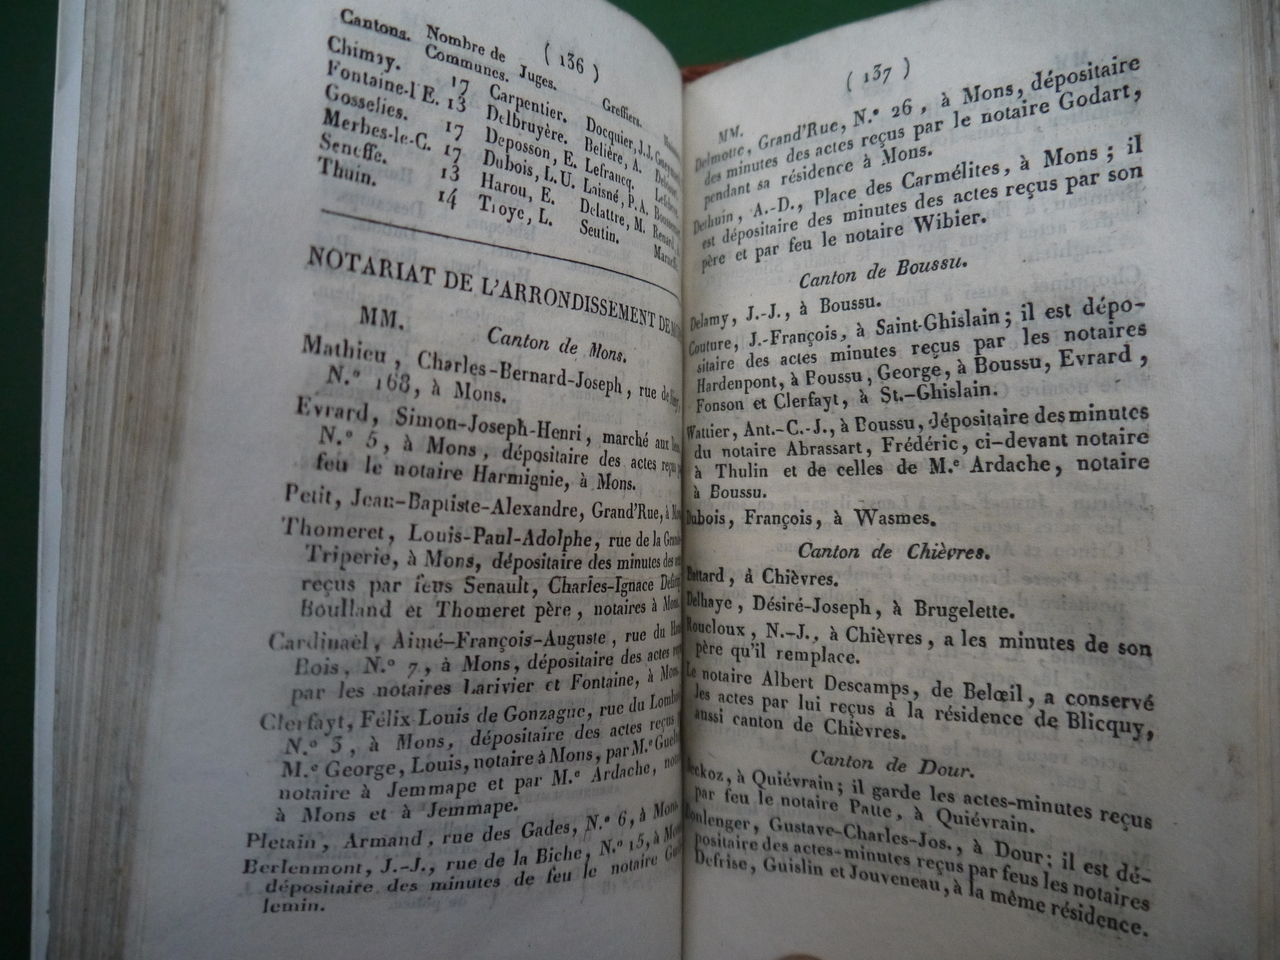 ( 136 )
Cantons. Nombre de Communes. Juges. Greffiers.
Chimay. 17 Carpentier. Docquier, J.J.
Fontaine-l'E. 13 Delbruyère. Belière, A.
Gosselies. 17 Deposson, E. Lefrancq.
Merbes-le-C. 17 Dubois, L.U. Laisné, P.A.
Seneffe. 13 Harou, E. Delattre, M.
Thuin. 14 Troye, L. Seutin.
NOTARIAT DE L'ARRONDISSEMENT DE
MM. Canton de Mons.
Mathieu, Charles-Bernard-Joseph, rue de
N.º 168, à Mons.
Evrard, Simon-Joseph-Henri, marché aux
N.º 5, à Mons, dépositaire des actes reçus
feu le notaire Harmignie, à Mons.
Petit, Jean-Baptiste-Alexandre, Grand'Rue, à
Thomeret, Louis-Paul-Adolphe, rue de la
Triperie, à Mons, dépositaire des minutes des
reçus par feus Senault, Charles-Ignace
Boulland et Thomeret père, notaires à Mons.
Cardinael, Aimé-François-Auguste, rue du
Bois, N.º 7, à Mons, dépositaire des actes
par les notaires Larivier et Fontaine, à Mons.
Clerfayt, Félix Louis de Gonzague, rue du
N.º 3, à Mons, dépositaire des actes reçus
M.e George, Louis, notaire à Mons, par M.e
notaire à Jemmape et par M.e Ardache,
à Mons et à Jemmape.
Pletain, Armand, rue des Gades, N.º 6, à Mons.
Berlenmont, J.-J., rue de la Biche, N.º 15, à
dépositaire des minutes de feu le notaire
lemin.
( 137 )
MM.
Delmotte, Grand'Rue, N.º 26, à Mons, dépositaire
des minutes des actes reçus par le notaire Godart,
pendant sa résidence à Mons.
Dethuin, A.-D., Place des Carmélites, à Mons; il
est dépositaire des minutes des actes reçus par son
père et par feu le notaire Wibier.
Canton de Boussu.
Delamy, J.-J., à Boussu.
Couture, J.-François, à Saint-Ghislain; il est dépo-
sitaire des actes minutes reçus par les notaires
Hardenpont, à Boussu, George, à Boussu, Evrard,
Fonson et Clerfayt, à St.-Ghislain.
Wattier, Ant.-C.-J., à Boussu, dépositaire des minutes
du notaire Abrassart, Frédéric, ci-devant notaire
à Thulin et de celles de M.e Ardache, notaire
à Boussu.
Dubois, François, à Wasmes.
Canton de Chièvres.
à Chièvres.
Delhaye, Désiré-Joseph, à Brugelette.
Roucloux, N.-J., à Chièvres, a les minutes de son
père qu'il remplace.
Le notaire Albert Descamps, de Belœil, a conservé
les actes par lui reçus à la résidence de Blicquy,
aussi canton de Chièvres.
Canton de Dour.
à Quiévrain; il garde les actes-minutes reçus
par feu le notaire Patte, à Quiévrain.
Boulenger, Gustave-Charles-Jos., à Dour; il est dé-
positaire des actes-minutes reçus par feus les notaires
Defrise, Guislin et Jouveneau, à la même résidence.